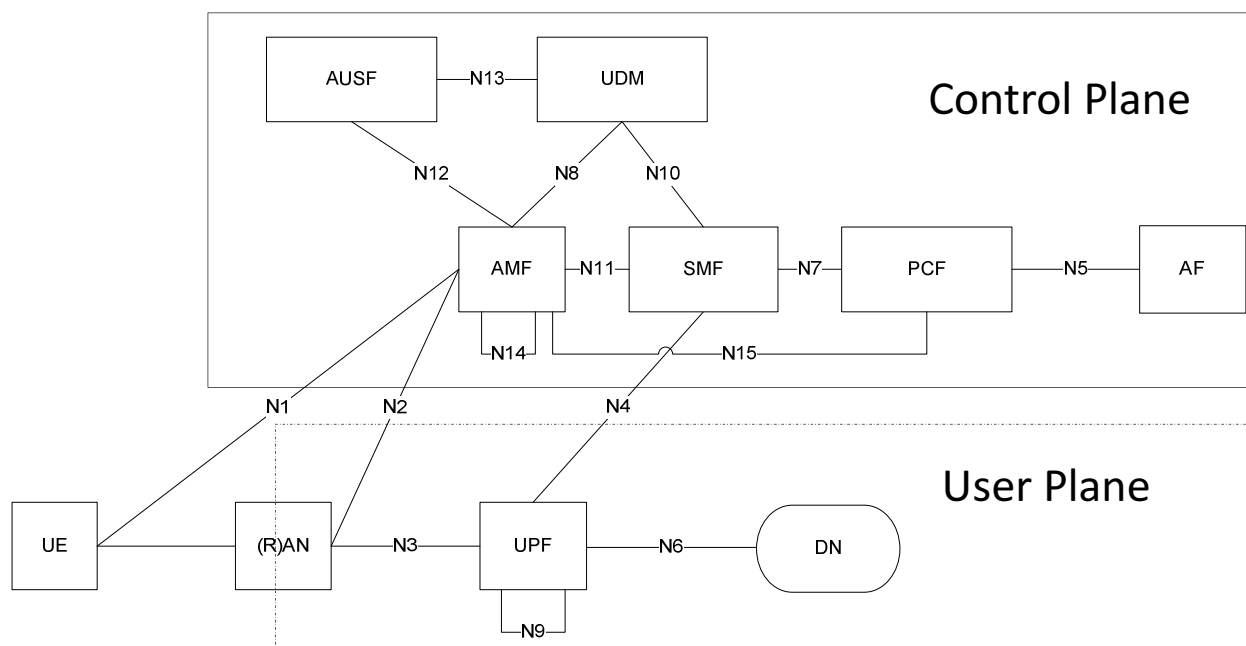 AUSF
N13
UDM
Control Plane
N12
N8
N10
AMF
N11
SMF
N7
PCF
N5
AF
N14
N15
N1
N2
N4
User Plane
UE
(R)AN
N3
UPF
N6
DN
N9